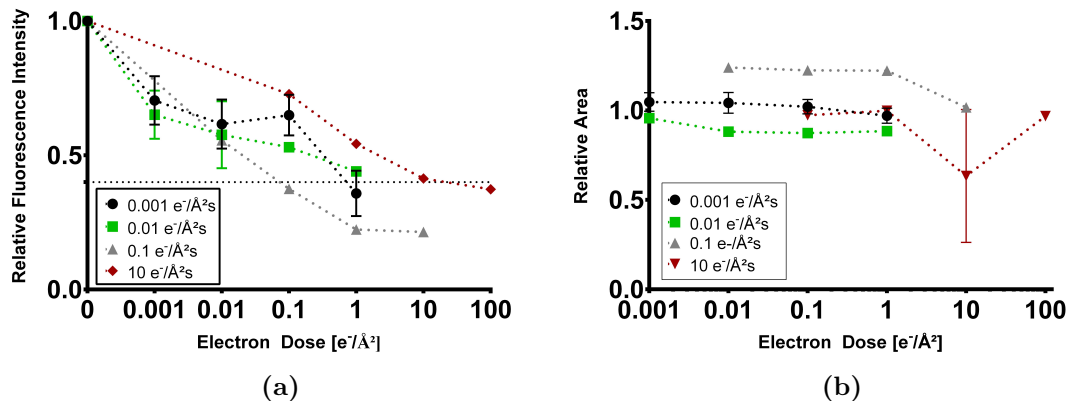 Relative Fluorescence Intensity
1.0
0.5
0.0
0 0.001 0.01 0.1 1 10 100
Electron Dose [e⁻/Å²]
0.001 e⁻/Å²s
0.01 e⁻/Å²s
0.1 e⁻/Å²s
10 e⁻/Å²s
(a)
Relative Area
1.5
1.0
0.5
0.0
0.001 0.01 0.1 1 10 100
Electron Dose [e⁻/Å²]
0.001 e⁻/Å²s
0.01 e⁻/Å²s
0.1 e-/Å²s
10 e⁻/Å²s
(b)